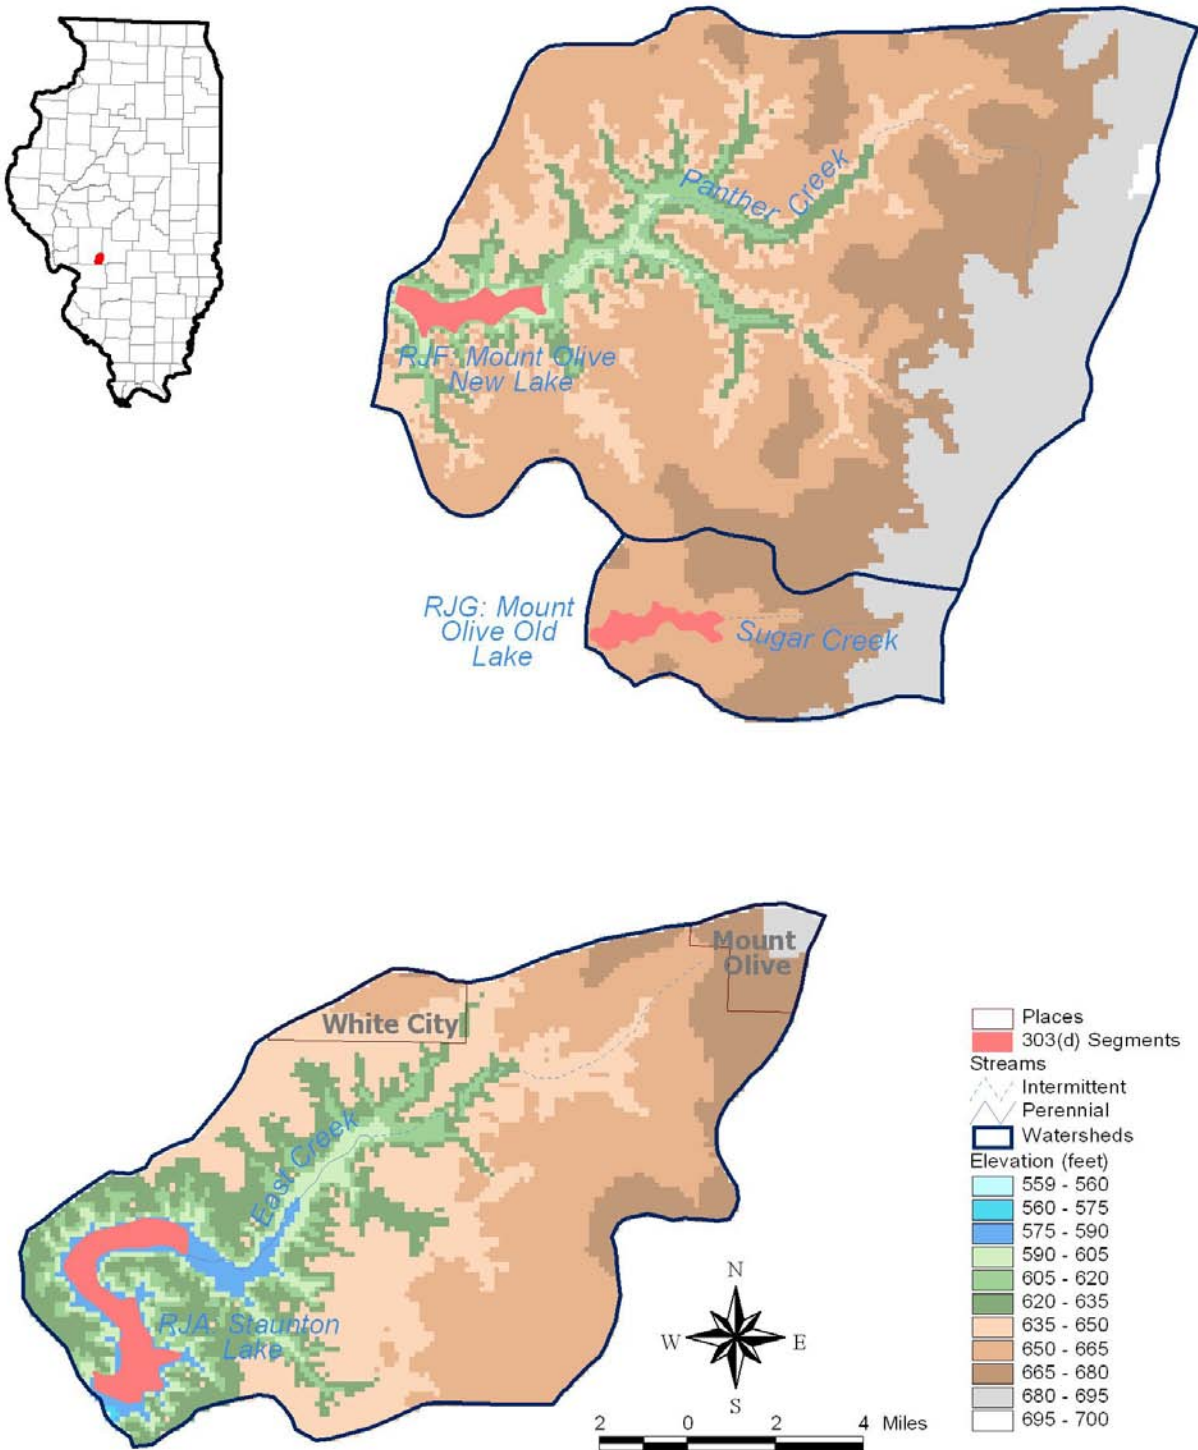 Panther Creek
RJF: Mount Olive
New Lake
RJG: Mount
Olive Old
Lake
Sugar Creek
Mount
Olive
White City
East Creek
RJA: Staunton
Lake
N
W
E
S
2 0 2 4 Miles
Places
303(d) Segments
Streams
Intermittent
Perennial
Watersheds
Elevation (feet)
559 - 560
560 - 575
575 - 590
590 - 605
605 - 620
620 - 635
635 - 650
650 - 665
665 - 680
680 - 695
695 - 700